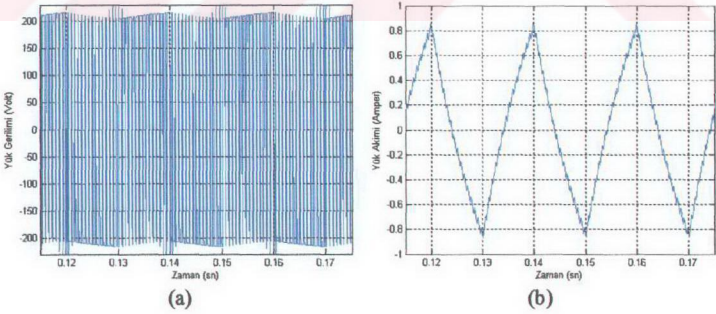 200
150
100
50
0
-50
-100
-150
-200
Yük Gerilimi (Volt)
0.12 0.13 0.14 0.15 0.16 0.17
Zaman (sn)
(a)
1
0.8
0.6
0.4
0.2
0
-0.2
-0.4
-0.6
-0.8
-1
Yük Akimi (Amper)
0.12 0.13 0.14 0.15 0.16 0.17
Zaman (sn)
(b)